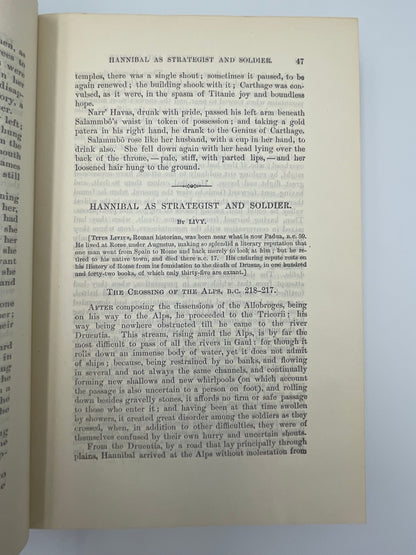 HANNIBAL AS STRATEGIST AND SOLDIER. 47
temples, there was a single shout; sometimes it paused, to be
again renewed; the building shook with it; Carthage was con-
vulsed, as it were, in the spasm of Titanic joy and boundless
hope.
Narr' Havas, drunk with pride, passed his left arm beneath
Salammbô's waist in token of possession; and taking a gold
patera in his right hand, he drank to the Genius of Carthage.
Salammbô rose like her husband, with a cup in her hand, to
drink also. She fell down again with her head lying over the
back of the throne,—pale, stiff, with parted lips,—and her
loosened hair hung to the ground.
HANNIBAL AS STRATEGIST AND SOLDIER.
By LIVY.
[TITUS LIVIUS, Roman historian, was born near what is now Padua, B.C. 59.
He lived at Rome under Augustus, making so splendid a literary reputation that
one man went from Spain to Rome and back merely to look at him; but he re-
tired to his native town, and died there B.C. 17. His enduring repute rests on
his History of Rome from its foundation to the death of Drusus, in one hundred
and forty-two books, of which only thirty-five are extant.]
THE CROSSING OF THE ALPS, B.C. 218-217.
AFTER composing the dissensions of the Allobroges, being
on his way to the Alps, he proceeded to the Tricorii; his
way being nowhere obstructed till he came to the river
Druentia. This stream, rising amid the Alps, is by far the
most difficult to pass of all the rivers in Gaul; for though it
rolls down an immense body of water, yet it does not admit
of ships; because, being restrained by no banks, and flowing
in several and not always the same channels, and continually
forming new shallows and new whirlpools (on which account
the passage is also uncertain to a person on foot), and rolling
down besides gravelly stones, it affords no firm or safe passage
to those who enter it; and having been at that time swollen
by showers, it created great disorder among the soldiers as they
crossed, when, in addition to other difficulties, they were of
themselves confused by their own hurry and uncertain shouts.
From the Druentia, by a road that lay principally through
plains, Hannibal arrived at the Alps without molestation from